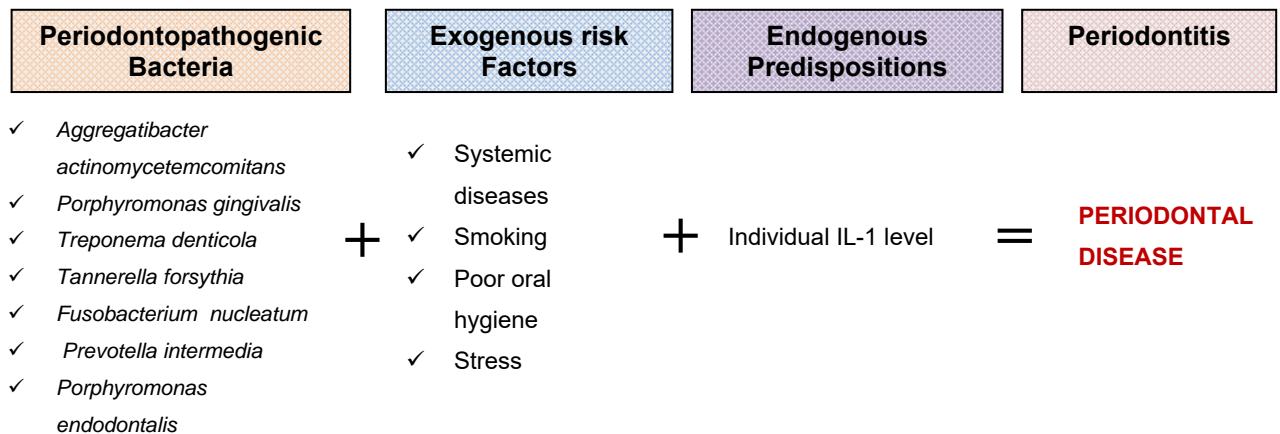 Periodontopathogenic
Bacteria
✓ Aggregatibacter
actinomycetemcomitans
✓ Porphyromonas gingivalis
✓ Treponema denticola
✓ Tannerella forsythia
✓ Fusobacterium nucleatum
✓ Prevotella intermedia
✓ Porphyromonas
endodontalis
+
Exogenous risk
Factors
✓ Systemic
diseases
✓ Smoking
✓ Poor oral
hygiene
✓ Stress
+
Endogenous
Predispositions
Individual IL-1 level
=
Periodontitis
PERIODONTAL
DISEASE